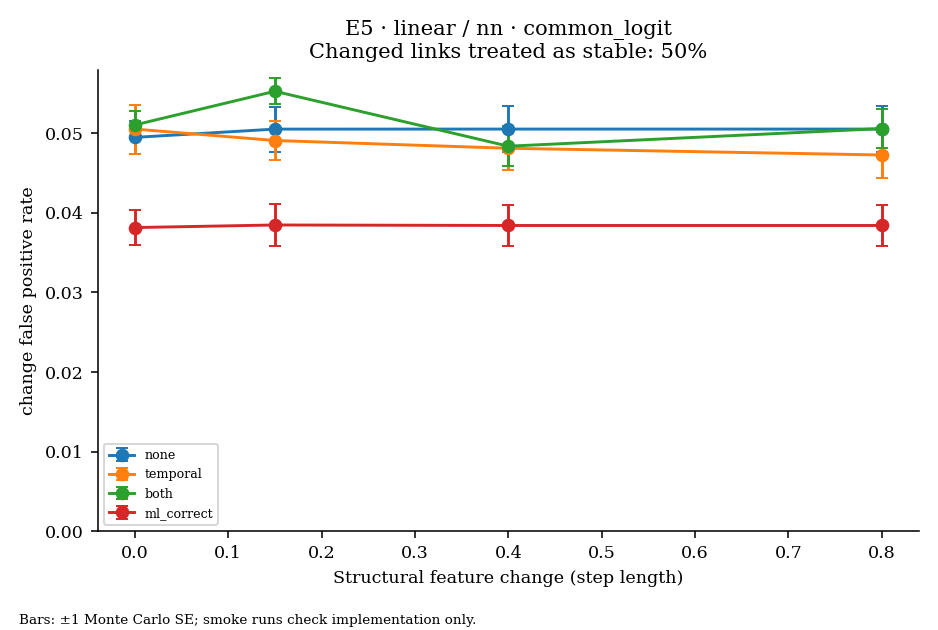 E5 · linear / nn · common_logit
Changed links treated as stable: 50%
change false positive rate
0.05
0.04
0.03
0.02
0.01
0.00
none
temporal
both
ml_correct
0.0 0.1 0.2 0.3 0.4 0.5 0.6 0.7 0.8
Structural feature change (step length)
Bars: ±1 Monte Carlo SE; smoke runs check implementation only.